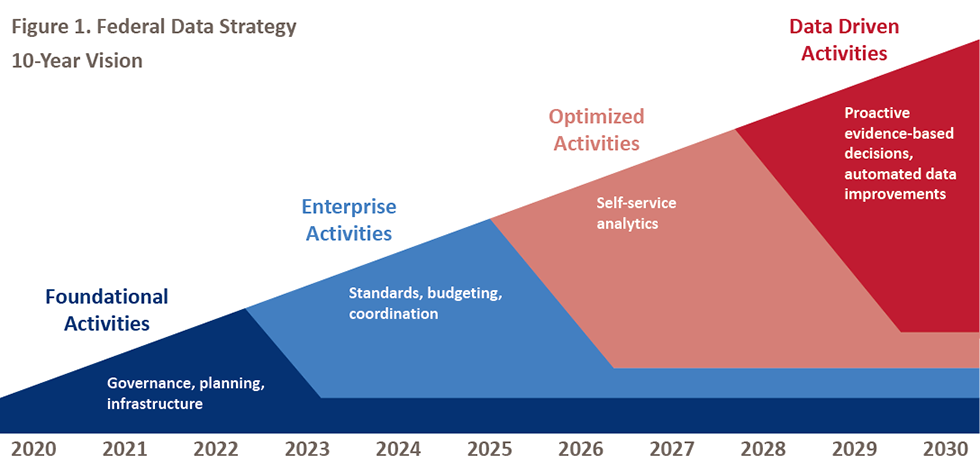 Figure 1. Federal Data Strategy
10-Year Vision
Data Driven
Activities
Proactive
evidence-based
decisions,
automated data
improvements
Optimized
Activities
Self-service
analytics
Enterprise
Activities
Standards, budgeting,
coordination
Foundational
Activities
Governance, planning,
infrastructure
2020 2021 2022 2023 2024 2025 2026 2027 2028 2029 2030